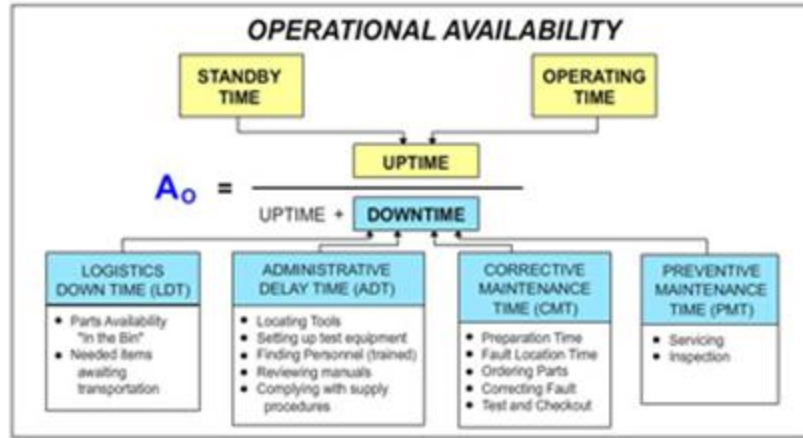 OPERATIONAL AVAILABILITY
STANDBY
TIME
OPERATING
TIME
UPTIME
Ao =
UPTIME + DOWNTIME
LOGISTICS
DOWN TIME (LDT)
• Parts Availability
"In the Bin"
• Needed items
awaiting
transportation
ADMINISTRATIVE
DELAY TIME (ADT)
• Locating Tools
• Setting up test equipment
• Finding Personnel (trained)
• Reviewing manuals
• Complying with supply
procedures
CORRECTIVE
MAINTENANCE
TIME (CMT)
• Preparation Time
• Fault Location Time
• Ordering Parts
• Correcting Fault
• Test and Checkout
PREVENTIVE
MAINTENANCE
TIME (PMT)
• Servicing
• Inspection